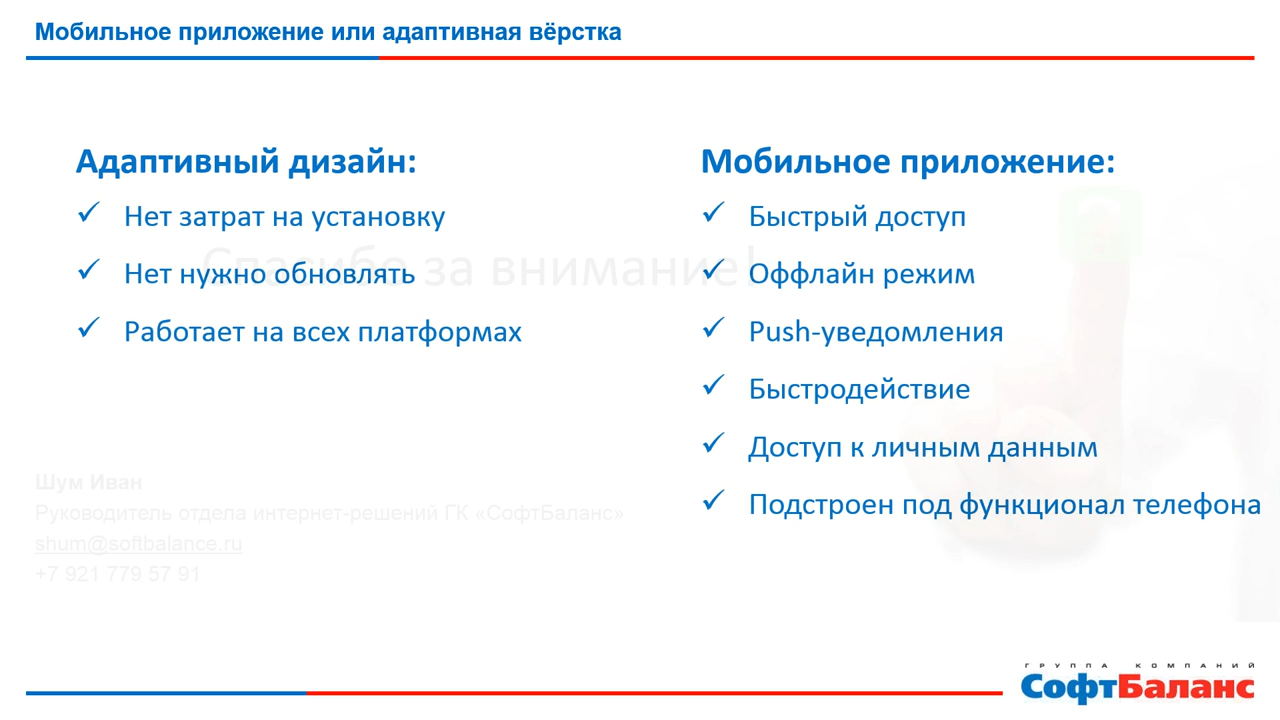 Мобильное приложение или адаптивная вёрстка
Адаптивный дизайн:
Нет затрат на установку
Нет нужно обновлять
Работает на всех платформах
Мобильное приложение:
Быстрый доступ
Оффлайн режим
Push-уведомления
Быстродействие
Доступ к личным данным
Подстроен под функционал телефона
Спасибо за внимание!
Шум Иван
Руководитель отдела интернет-решений ГК «СофтБаланс»
shum@softbalance.ru
+7 921 779 57 91
ГРУППА КОМПАНИЙ
СофтБаланс